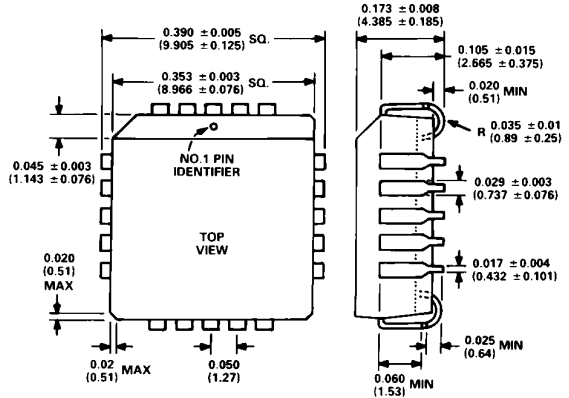 0.390 ± 0.005
(9.905 ± 0.125) SQ.
0.353 ± 0.003
(8.966 ± 0.076) SQ.
0.173 ± 0.008
(4.385 ± 0.185)
0.105 ± 0.015
(2.665 ± 0.375)
0.020
(0.51) MIN
R 0.035 ± 0.01
(0.89 ± 0.25)
0.045 ± 0.003
(1.143 ± 0.076)
NO.1 PIN
IDENTIFIER
0.029 ± 0.003
(0.737 ± 0.076)
TOP
VIEW
0.020
(0.51)
MAX
0.017 ± 0.004
(0.432 ± 0.101)
0.02
(0.51) MAX
0.050
(1.27)
0.025
(0.64) MIN
0.060
(1.53) MIN